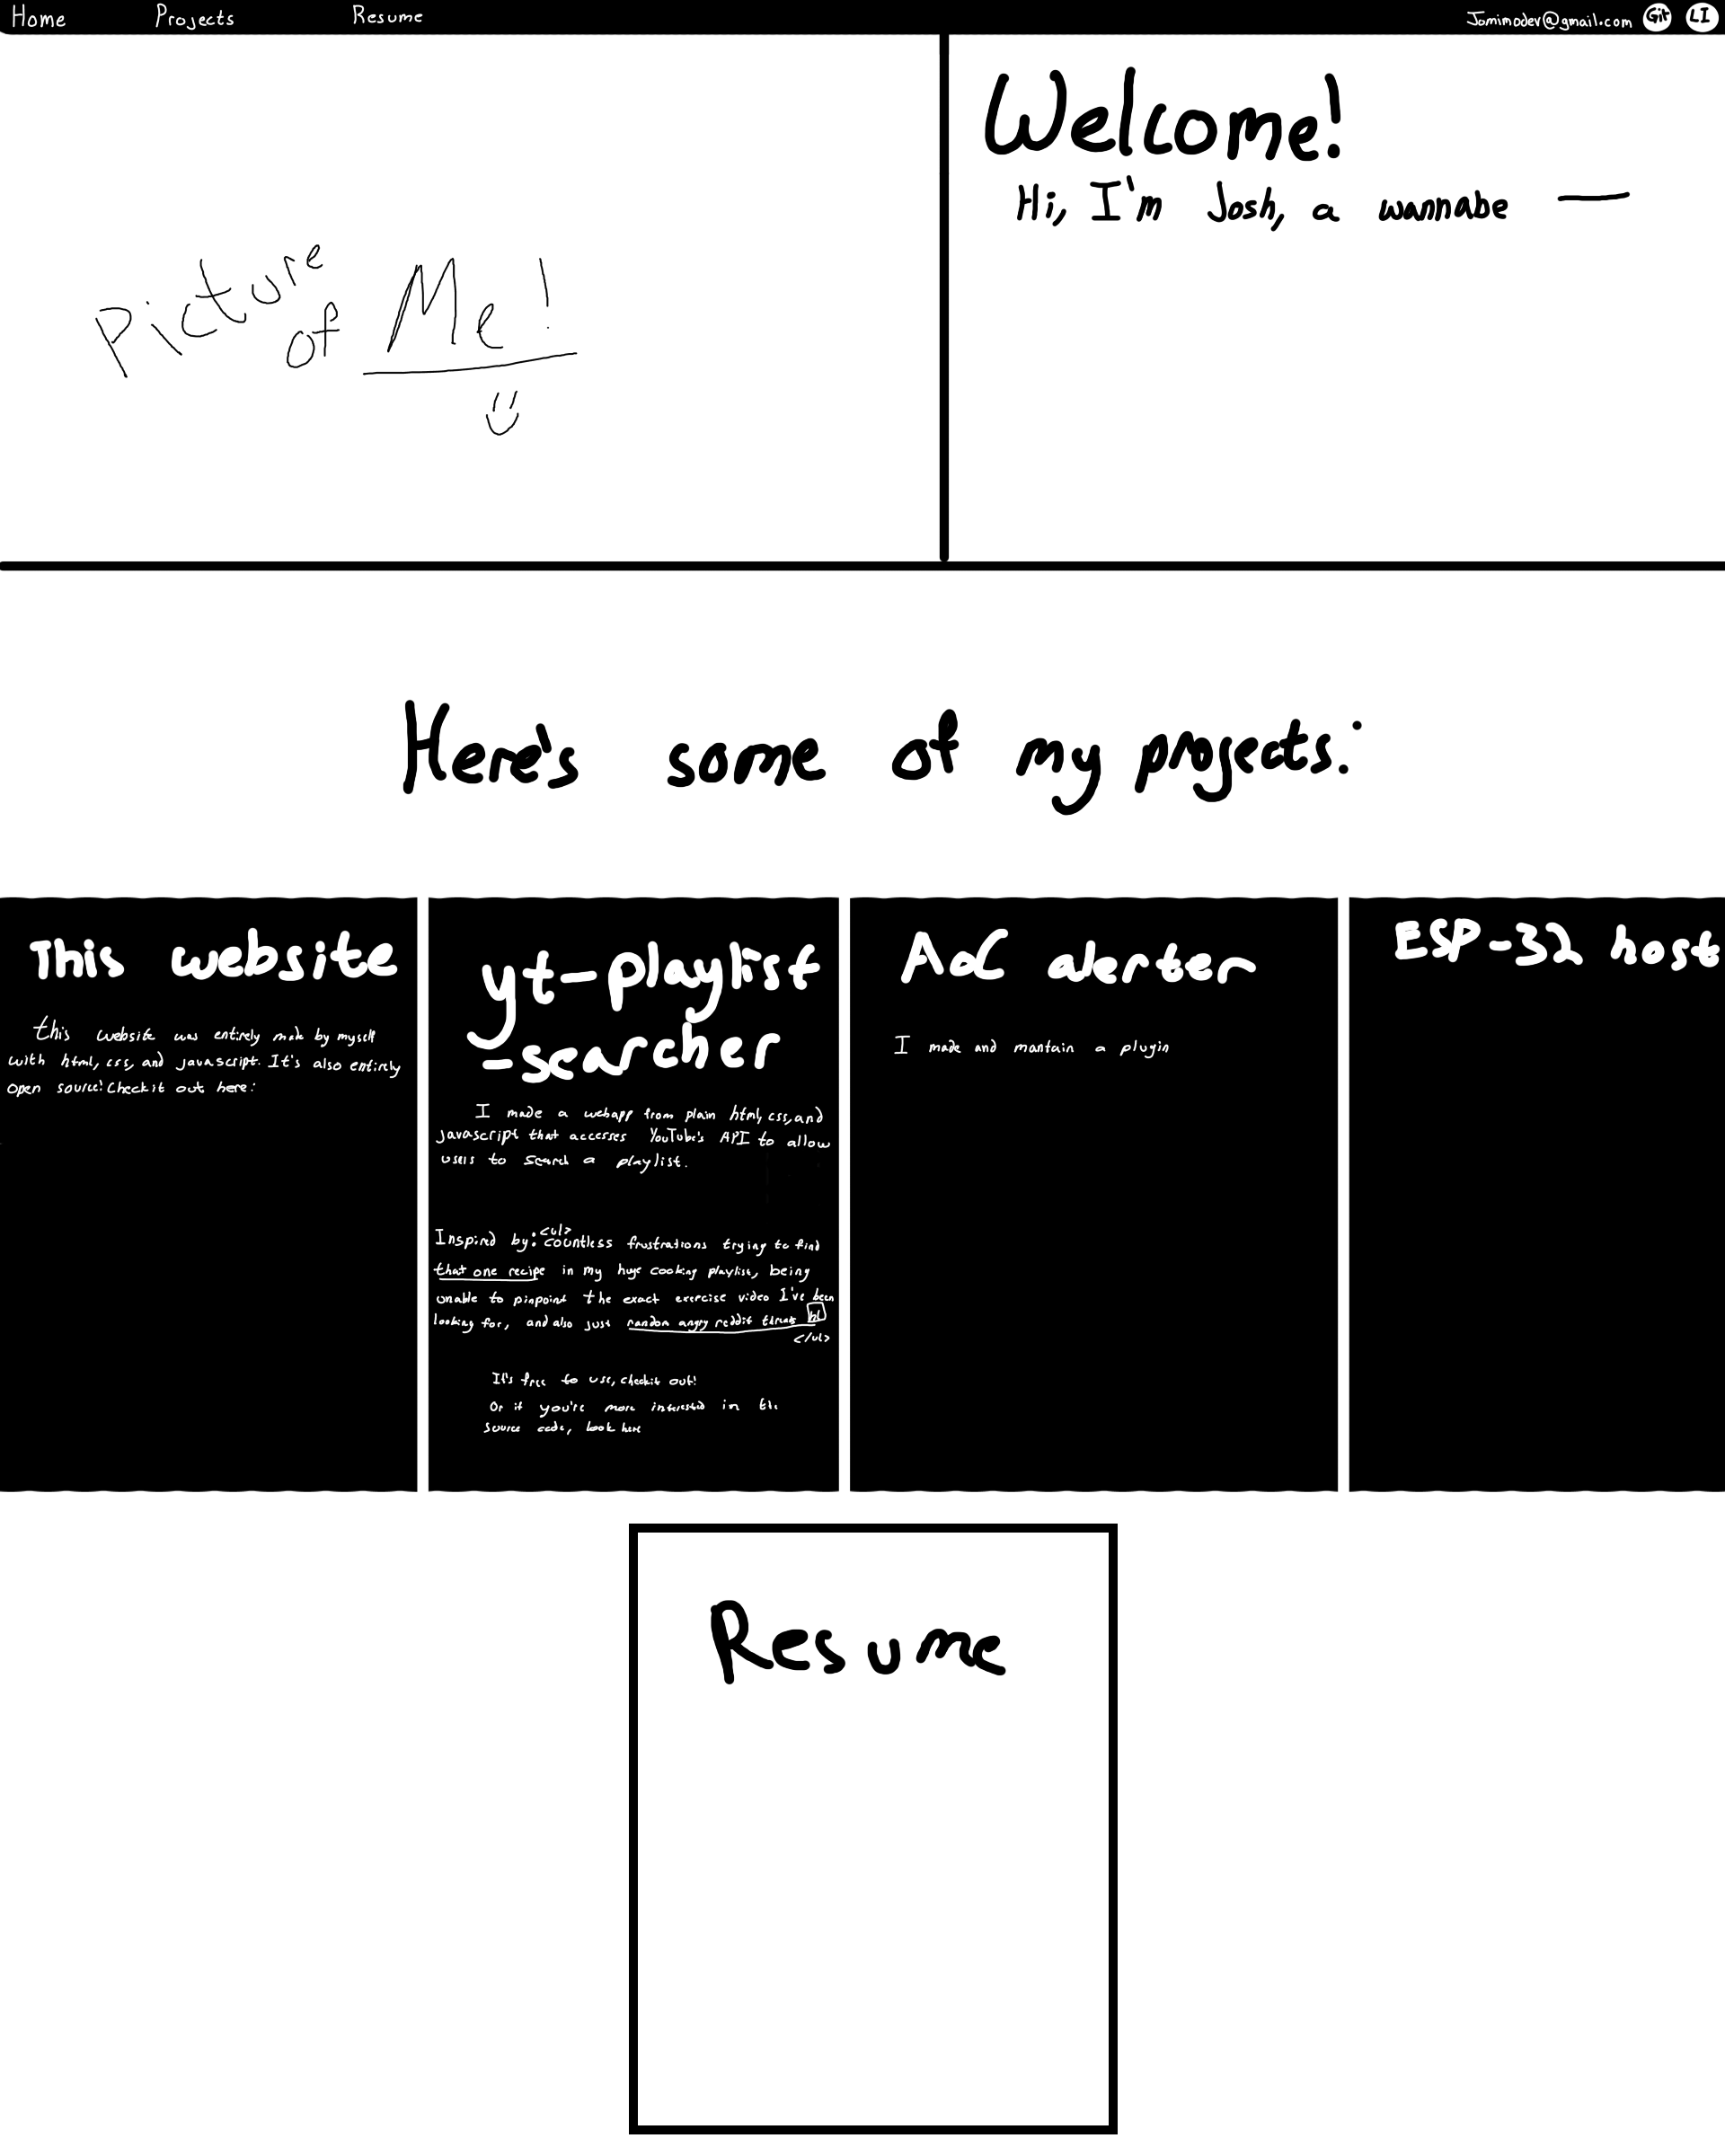 Home Projects Resume Jomimodev@gmail.com Git LI
Welcome!
Hi, I'm Josh, a wannabe
Picture
of Me!
Here's some of my projects:
This website
this website was entirely made by myself
with html, css, and javascript. It's also entirely
open source! Check it out here:
yt-playlist
-searcher
I made a webapp from plain html, css, and
javascript that accesses YouTube's API to allow
users to search a playlist.
Inspired by: <ul>
countless frustrations trying to find
that one recipe in my huge cooking playlist, being
unable to pinpoint the exact exercise video I've been
looking for, and also just random angry reddit threads
</ul>
It's free to use, check it out!
Or if you're more interested in the
source code, look here
AoC alerter
I made and mantain a plugin
ESP-32 host
Resume